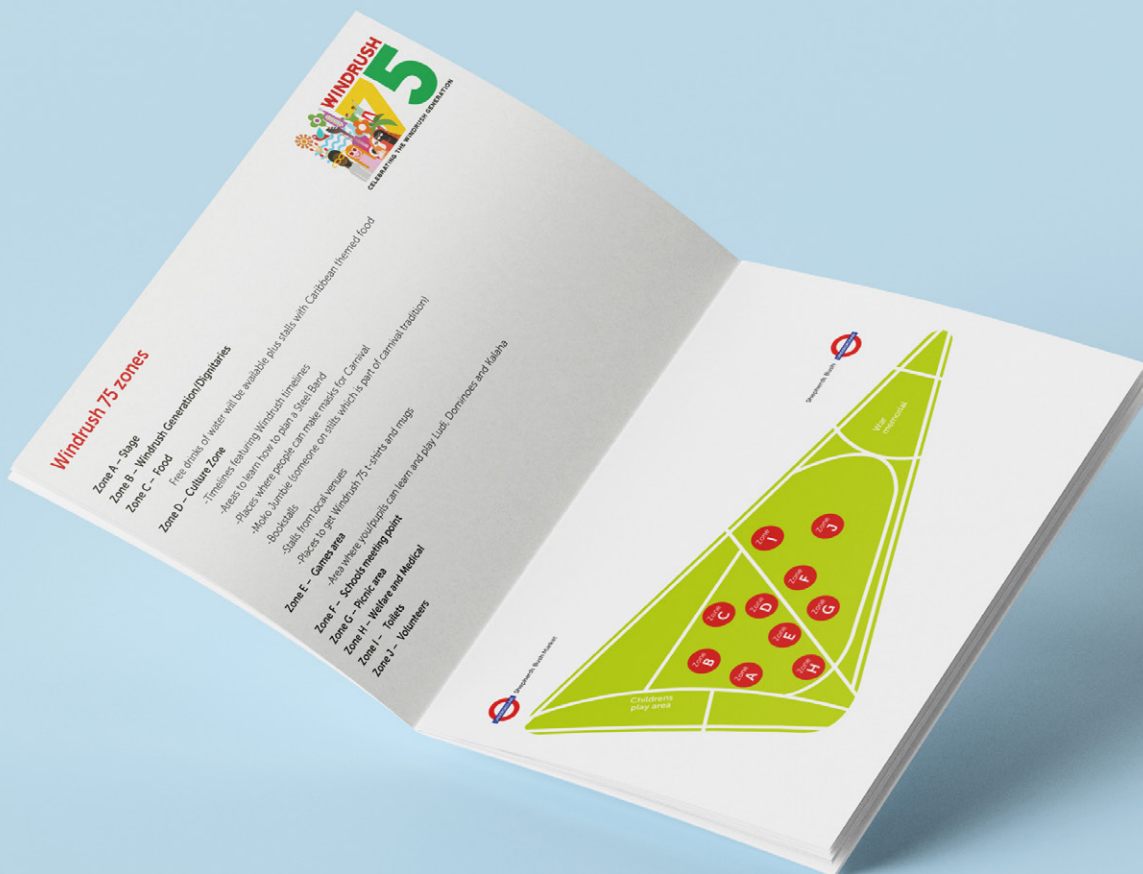 WINDRUSH
75
CELEBRATING THE WINDRUSH GENERATION
Windrush 75 zones
Zone A – Stage
Zone B – Windrush Generation/Dignitaries
Zone C – Food
Free drinks of water will be available plus stalls with Caribbean themed food
Zone D – Culture Zone
-Timelines featuring Windrush timelines
-Areas to learn how to plan a Steel Band
-Places where people can make masks for Carnival
-Moko Jumbie (someone on stilts which is part of carnival tradition)
-Bookstalls
-Stalls from local venues
-Places to get Windrush 75 t-shirts and mugs
Zone E – Games area
-Area where you/pupils can learn and play Ludi, Dominoes and Kalaha
Zone F – Schools meeting point
Zone G – Picnic area
Zone H – Welfare and Medical
Zone I – Toilets
Zone J – Volunteers
Shepherds Bush
War
memorial
Zone
I
Zone
J
Zone
F
Zone
C
Zone
D
Zone
G
Zone
E
Zone
B
Zone
A
Zone
H
Shepherds Bush Market
Childrens
play area